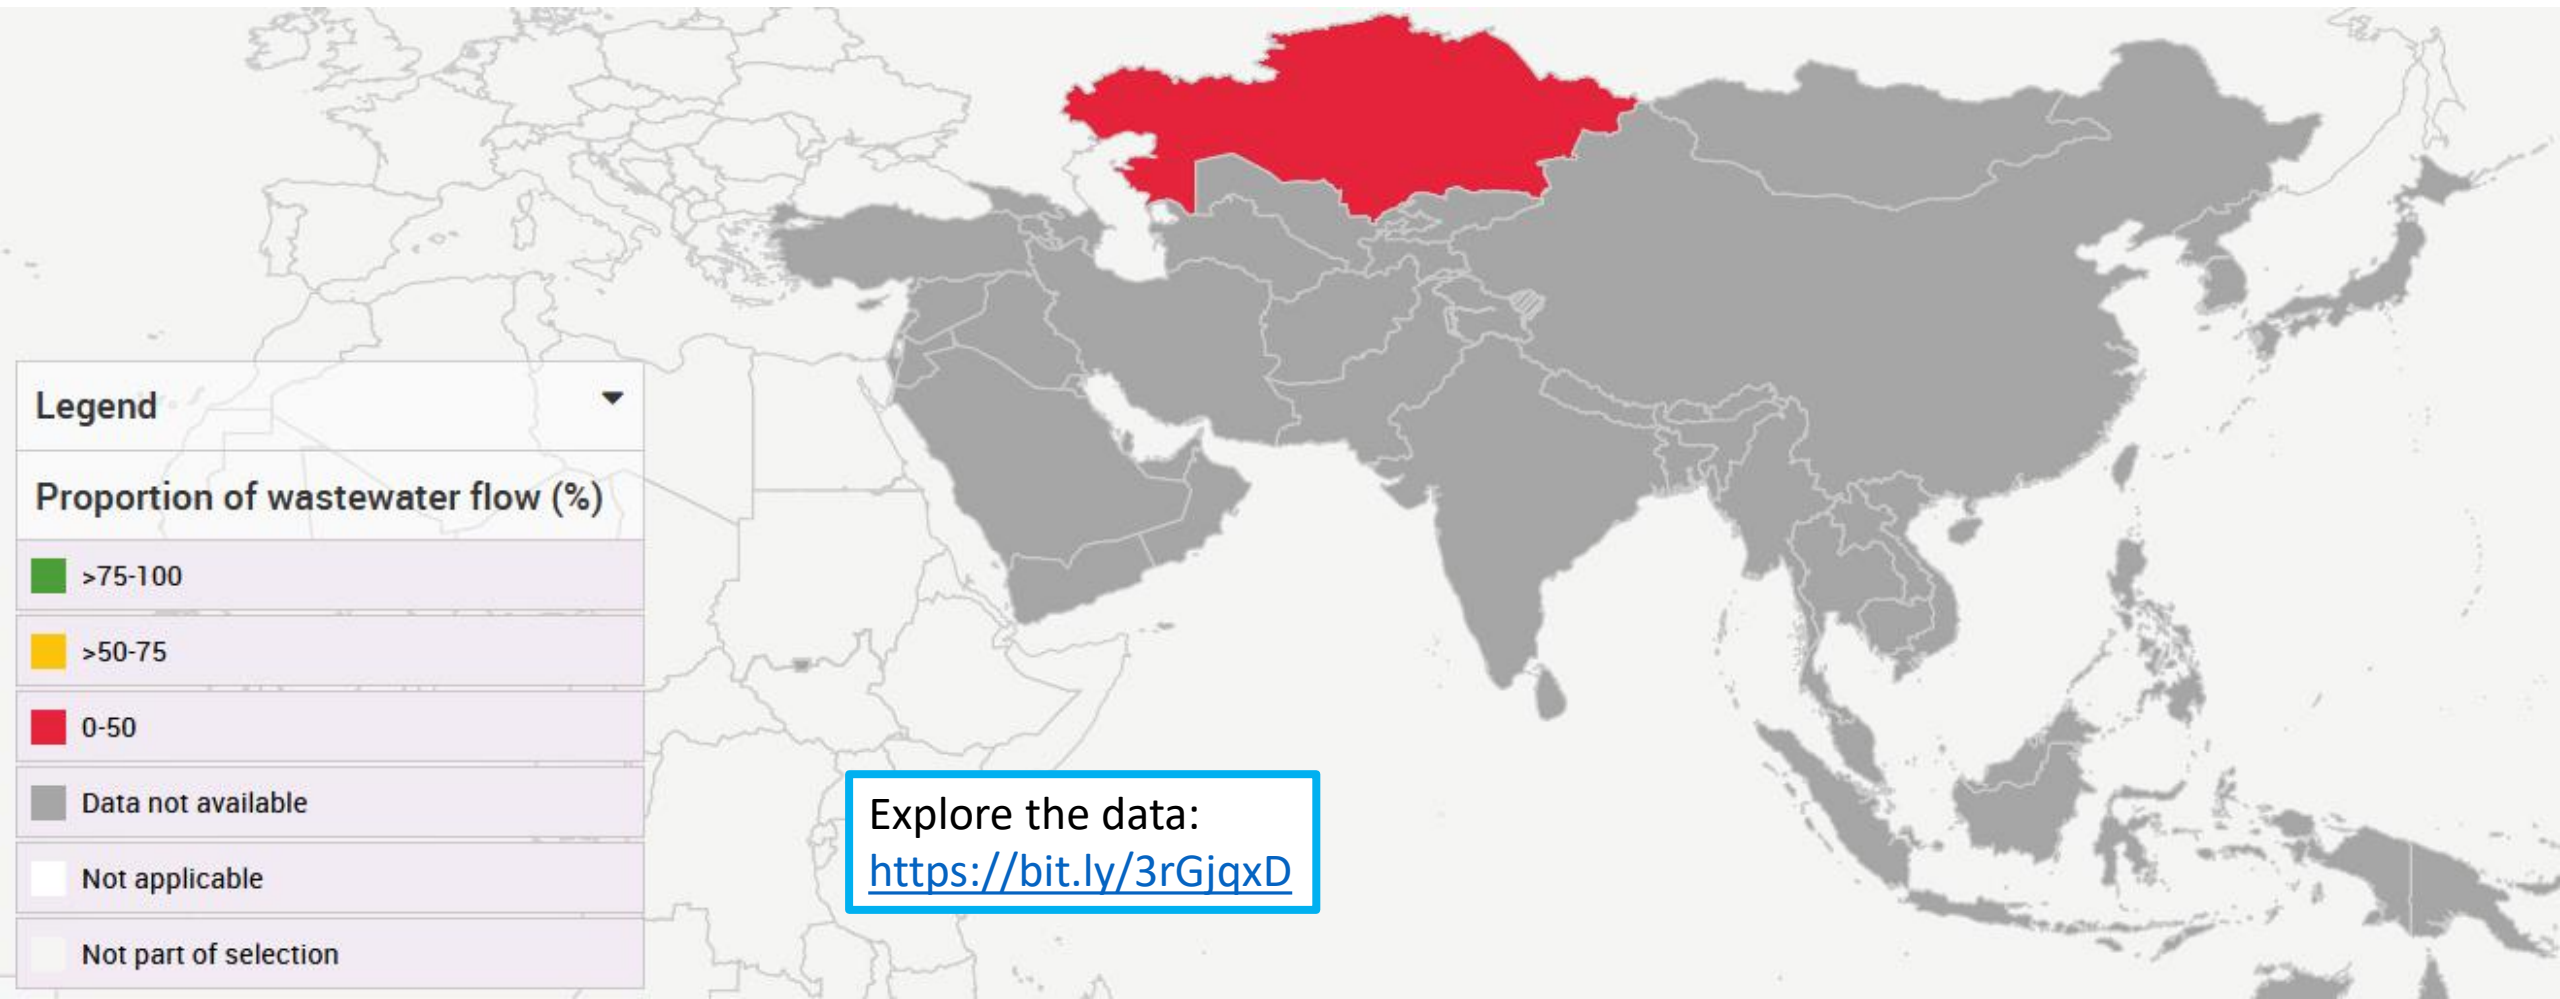 Legend
Proportion of wastewater flow (%)
>75-100
>50-75
0-50
Data not available
Not applicable
Not part of selection
Explore the data:
https://bit.ly/3rGjqxD